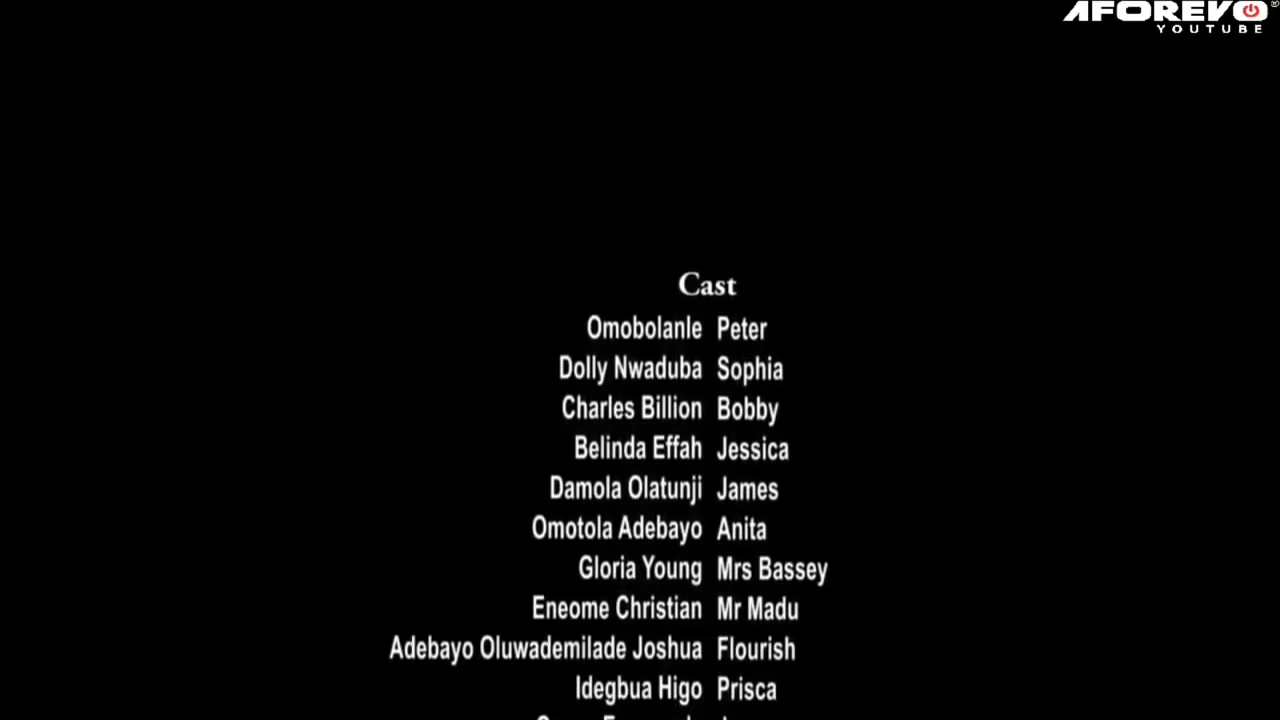 AFOREVO
YOUTUBE
Cast
Omobolanle Peter
Dolly Nwaduba Sophia
Charles Billion Bobby
Belinda Effah Jessica
Damola Olatunji James
Omotola Adebayo Anita
Gloria Young Mrs Bassey
Eneome Christian Mr Madu
Adebayo Oluwademilade Joshua Flourish
Idegbua Higo Prisca